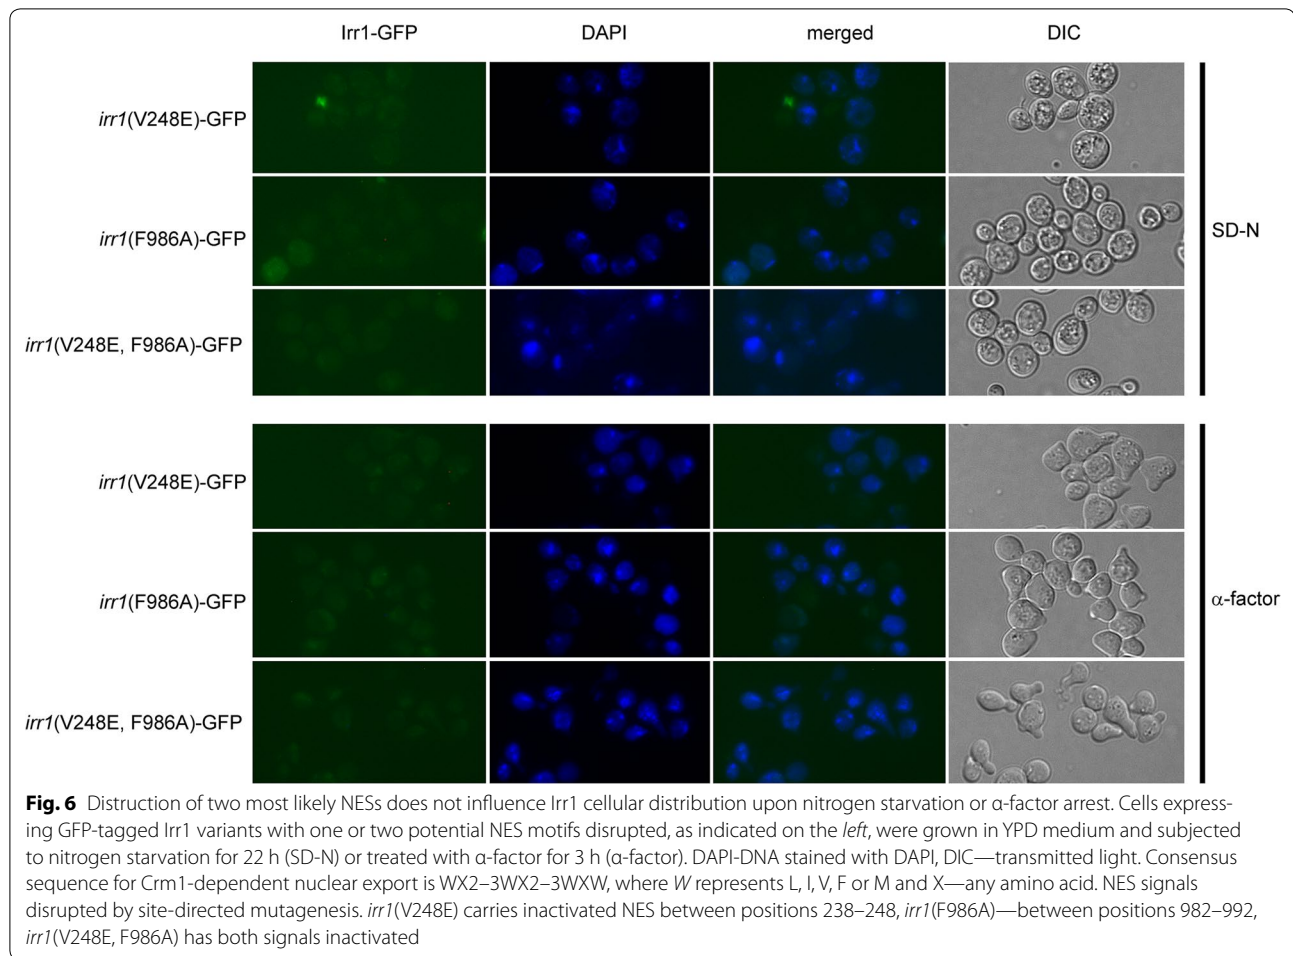 Irr1-GFP DAPI merged DIC
irr1(V248E)-GFP
irr1(F986A)-GFP
SD-N
irr1(V248E, F986A)-GFP
irr1(V248E)-GFP
irr1(F986A)-GFP
α-factor
irr1(V248E, F986A)-GFP
Fig. 6 Distruction of two most likely NESs does not influence Irr1 cellular distribution upon nitrogen starvation or α-factor arrest. Cells express-
ing GFP-tagged Irr1 variants with one or two potential NES motifs disrupted, as indicated on the left, were grown in YPD medium and subjected
to nitrogen starvation for 22 h (SD-N) or treated with α-factor for 3 h (α-factor). DAPI-DNA stained with DAPI, DIC—transmitted light. Consensus
sequence for Crm1-dependent nuclear export is WX2–3WX2–3WXW, where W represents L, I, V, F or M and X—any amino acid. NES signals
disrupted by site-directed mutagenesis. irr1(V248E) carries inactivated NES between positions 238–248, irr1(F986A)—between positions 982–992,
irr1(V248E, F986A) has both signals inactivated